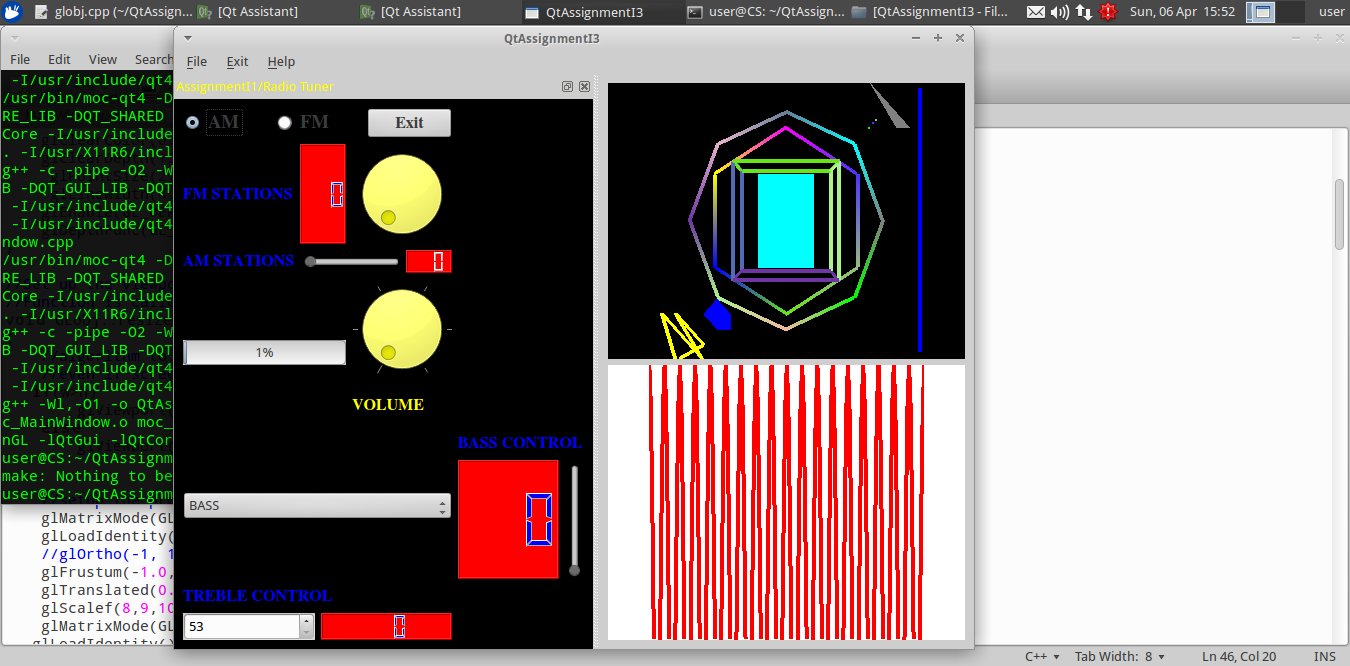 globj.cpp (~/QtAssign... [Qt Assistant] [Qt Assistant] QtAssignmentI3 user@CS: ~/QtAssign... [QtAssignmentI3 - Fil... Sun, 06 Apr 15:52 user
QtAssignmentI3
File Edit View Search
File Exit Help
AssignmentI1/Radio Tuner
AM FM Exit
FM STATIONS 0
AM STATIONS 0
1%
VOLUME
BASS CONTROL
BASS
0
TREBLE CONTROL
53 0
-I/usr/include/qt4
/usr/bin/moc-qt4 -D
RE_LIB -DQT_SHARED
Core -I/usr/include
. -I/usr/X11R6/incl
g++ -c -pipe -O2 -W
B -DQT_GUI_LIB -DQT
-I/usr/include/qt4
-I/usr/include/qt4
ndow.cpp
/usr/bin/moc-qt4 -D
RE_LIB -DQT_SHARED
Core -I/usr/include
. -I/usr/X11R6/incl
g++ -c -pipe -O2 -W
B -DQT_GUI_LIB -DQT
-I/usr/include/qt4
-I/usr/include/qt4
g++ -Wl,-O1 -o QtAs
c_MainWindow.o moc_
nGL -lQtGui -lQtCor
user@CS:~/QtAssignm
make: Nothing to be
user@CS:~/QtAssignm
glMatrixMode(GL
glLoadIdentity(
//glOrtho(-1, 1
glFrustum(-1.0,
glTranslated(0.
glScalef(8,9,10
glMatrixMode(GL
glLoadIdentity()
C++ Tab Width: 8 Ln 46, Col 20 INS